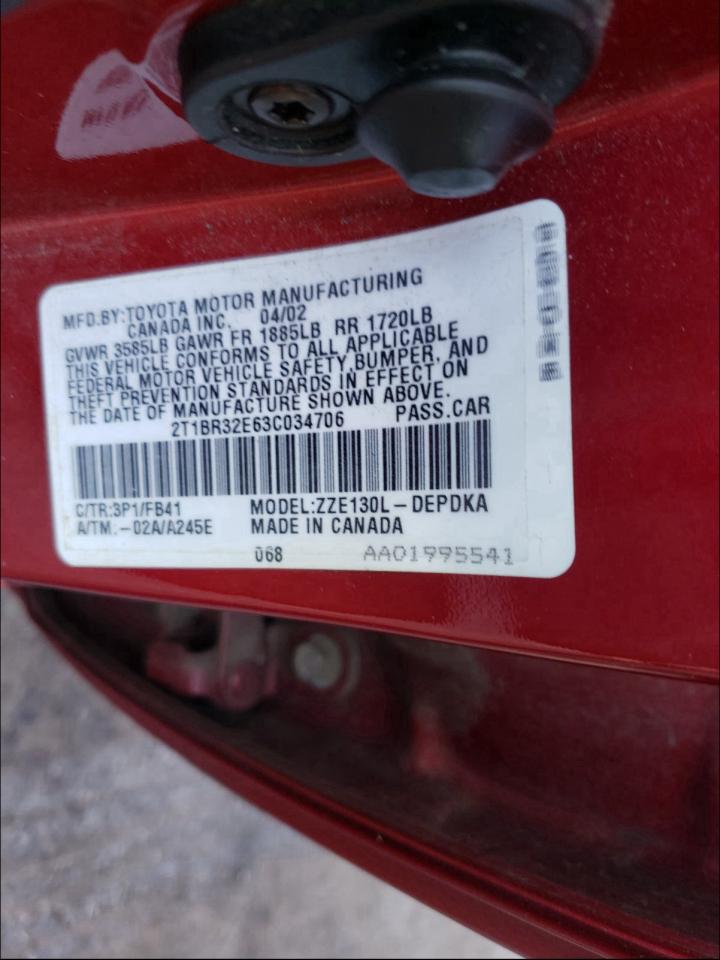 MFD.BY:TOYOTA MOTOR MANUFACTURING
CANADA INC. 04/02
GVWR 3585LB GAWR FR 1885LB RR 1720LB
THIS VEHICLE CONFORMS TO ALL APPLICABLE
FEDERAL MOTOR VEHICLE SAFETY,BUMPER, AND
THEFT PREVENTION STANDARDS IN EFFECT ON
THE DATE OF MANUFACTURE SHOWN ABOVE.
2T1BR32E63C034706 PASS.CAR
C/TR:3P1/FB41 MODEL:ZZE130L-DEPDKA
A/TM:-02A/A245E MADE IN CANADA
068 AA01995541